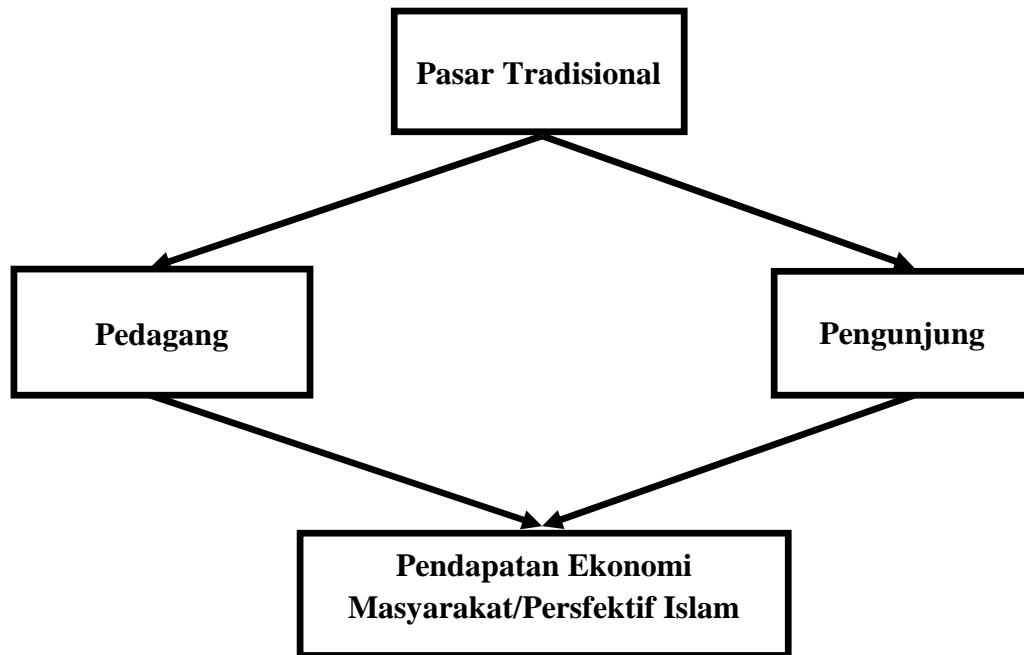 Pasar Tradisional
Pedagang
Pengunjung
Pendapatan Ekonomi
Masyarakat/Persfektif Islam